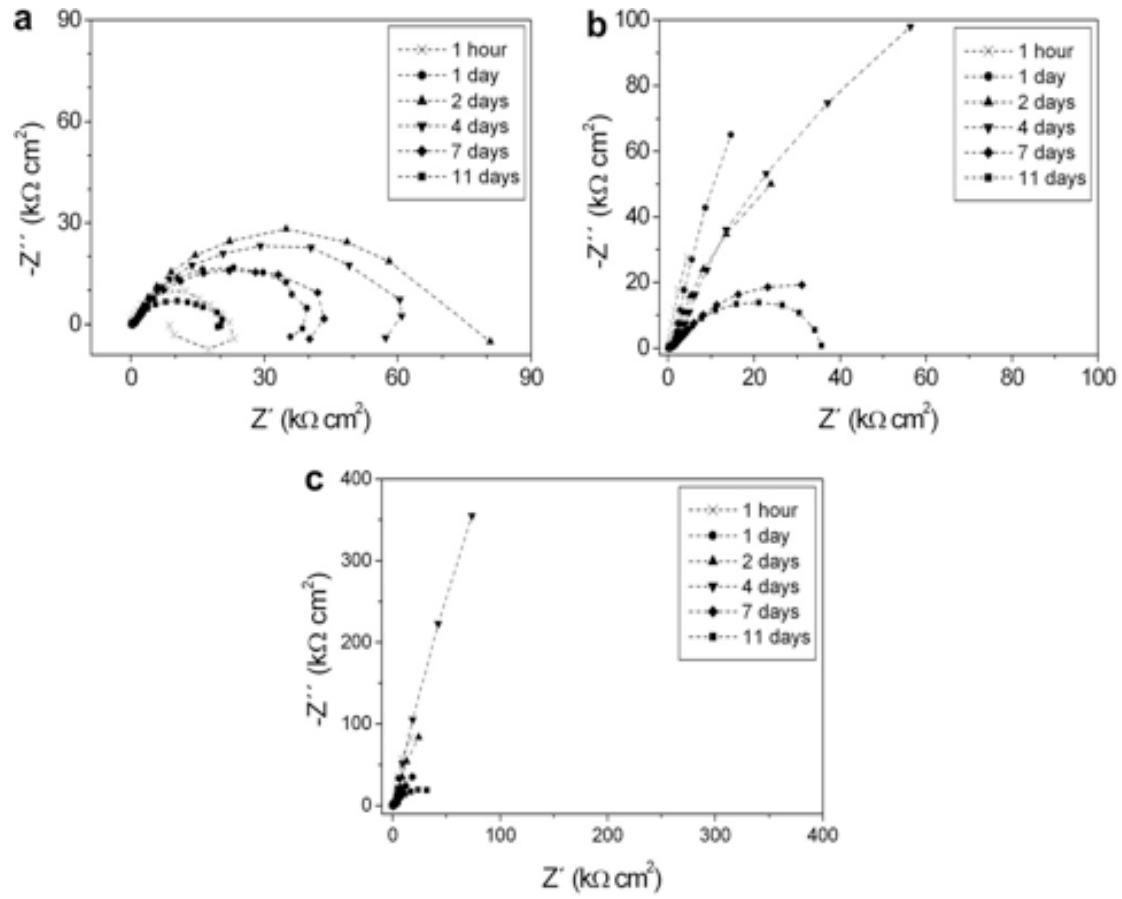 a
90
60
30
0
-Z´´ (kΩ cm²)
0 30 60 90
Z´ (kΩ cm²)
1 hour
1 day
2 days
4 days
7 days
11 days
b
100
80
60
40
20
0
-Z´´ (kΩ cm²)
0 20 40 60 80 100
Z´ (kΩ cm²)
1 hour
1 day
2 days
4 days
7 days
11 days
c
400
300
200
100
0
-Z´´ (kΩ cm²)
0 100 200 300 400
Z´ (kΩ cm²)
1 hour
1 day
2 days
4 days
7 days
11 days